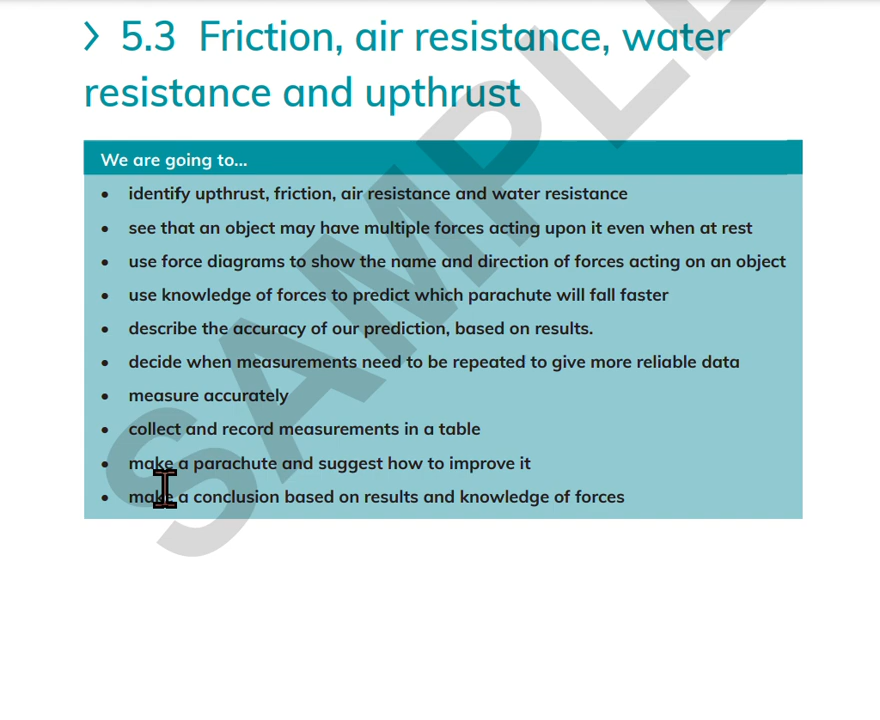 5.3 Friction, air resistance, water
resistance and upthrust
We are going to...
• identify upthrust, friction, air resistance and water resistance
• see that an object may have multiple forces acting upon it even when at rest
• use force diagrams to show the name and direction of forces acting on an object
• use knowledge of forces to predict which parachute will fall faster
• describe the accuracy of our prediction, based on results.
• decide when measurements need to be repeated to give more reliable data
• measure accurately
• collect and record measurements in a table
• make a parachute and suggest how to improve it
• make a conclusion based on results and knowledge of forces
SAMPLE